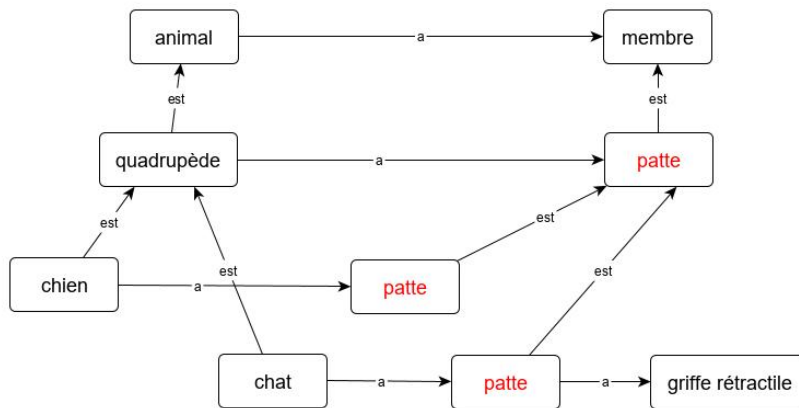 animal
a
membre
est
est
quadrupède
a
patte
est
est
est
est
chien
a
patte
chat
a
patte
a
griffe rétractile